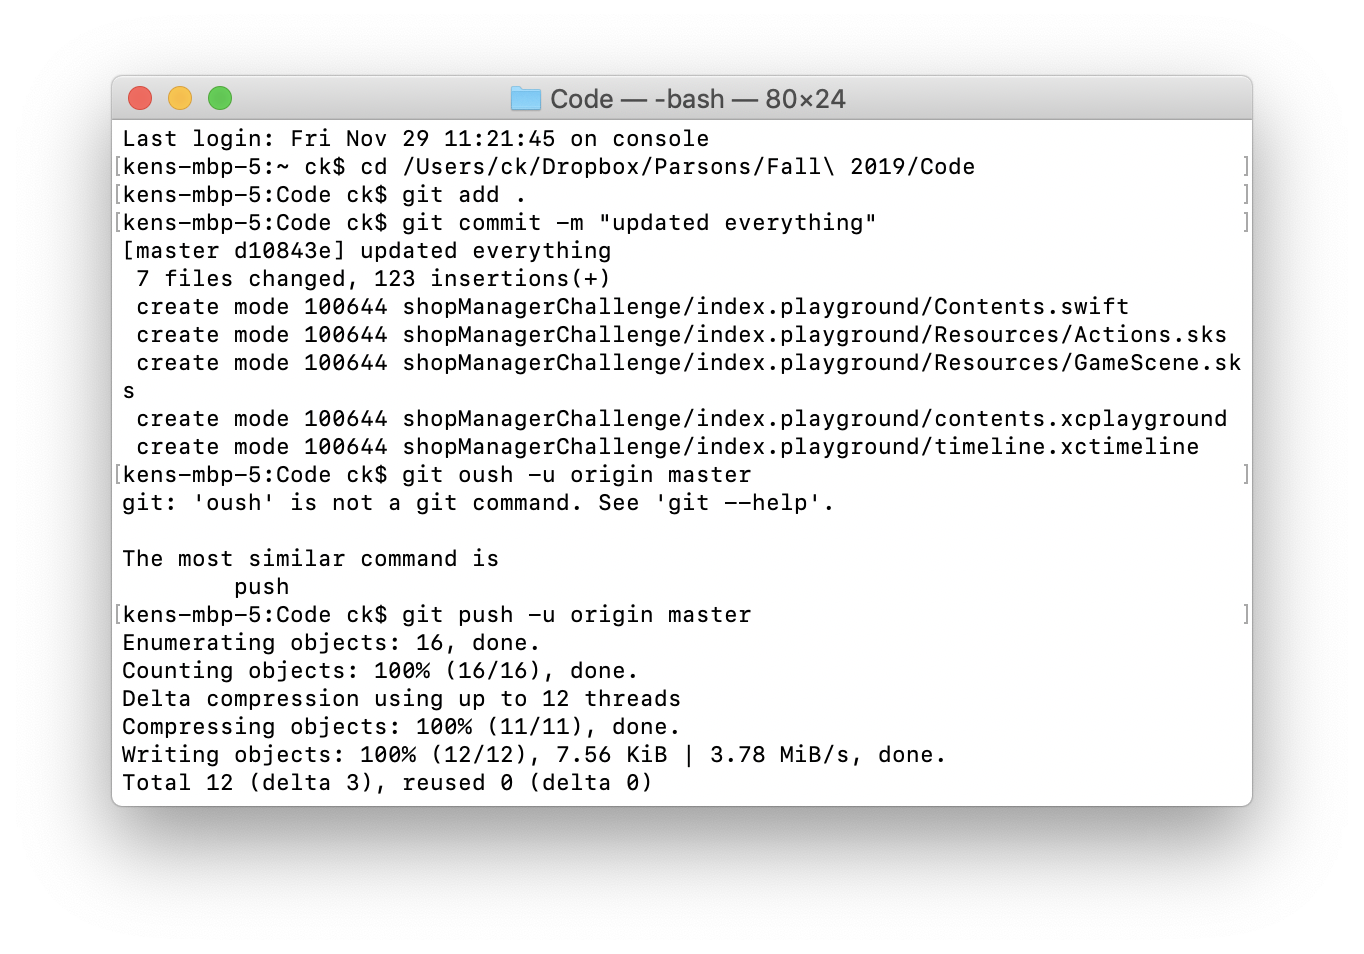 Code — -bash — 80×24
Last login: Fri Nov 29 11:21:45 on console
[kens-mbp-5:~ ck$ cd /Users/ck/Dropbox/Parsons/Fall\ 2019/Code ]
[kens-mbp-5:Code ck$ git add . ]
[kens-mbp-5:Code ck$ git commit -m "updated everything" ]
[master d10843e] updated everything
 7 files changed, 123 insertions(+)
 create mode 100644 shopManagerChallenge/index.playground/Contents.swift
 create mode 100644 shopManagerChallenge/index.playground/Resources/Actions.sks
 create mode 100644 shopManagerChallenge/index.playground/Resources/GameScene.sk
s
 create mode 100644 shopManagerChallenge/index.playground/contents.xcplayground
 create mode 100644 shopManagerChallenge/index.playground/timeline.xctimeline
[kens-mbp-5:Code ck$ git oush -u origin master ]
git: 'oush' is not a git command. See 'git --help'.

The most similar command is
        push
[kens-mbp-5:Code ck$ git push -u origin master ]
Enumerating objects: 16, done.
Counting objects: 100% (16/16), done.
Delta compression using up to 12 threads
Compressing objects: 100% (11/11), done.
Writing objects: 100% (12/12), 7.56 KiB | 3.78 MiB/s, done.
Total 12 (delta 3), reused 0 (delta 0)